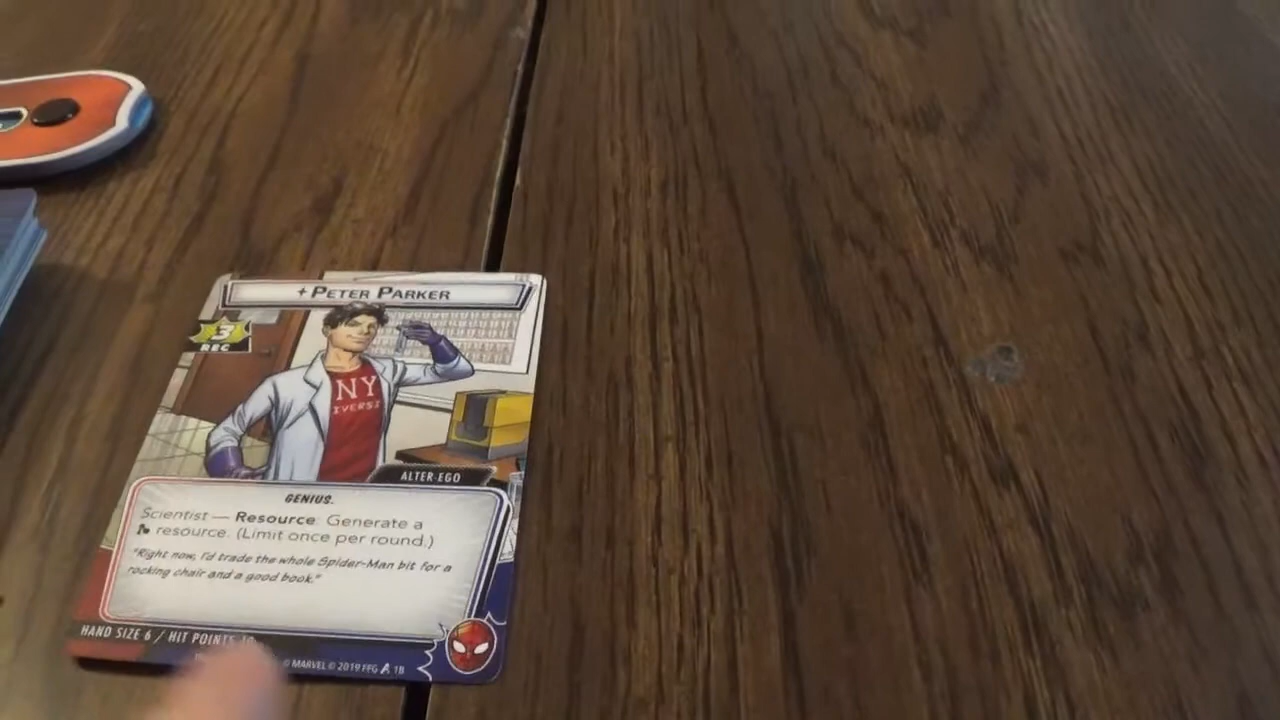 PETER PARKER
3
REC
NY
IVERSI
ALTER-EGO
GENIUS.
Scientist — Resource: Generate a
resource. (Limit once per round.)
"Right now, I'd trade the whole Spider-Man bit for a
rocking chair and a good book."
HAND SIZE 6 / HIT POINTS 10
© MARVEL © 2019 FFG 1B